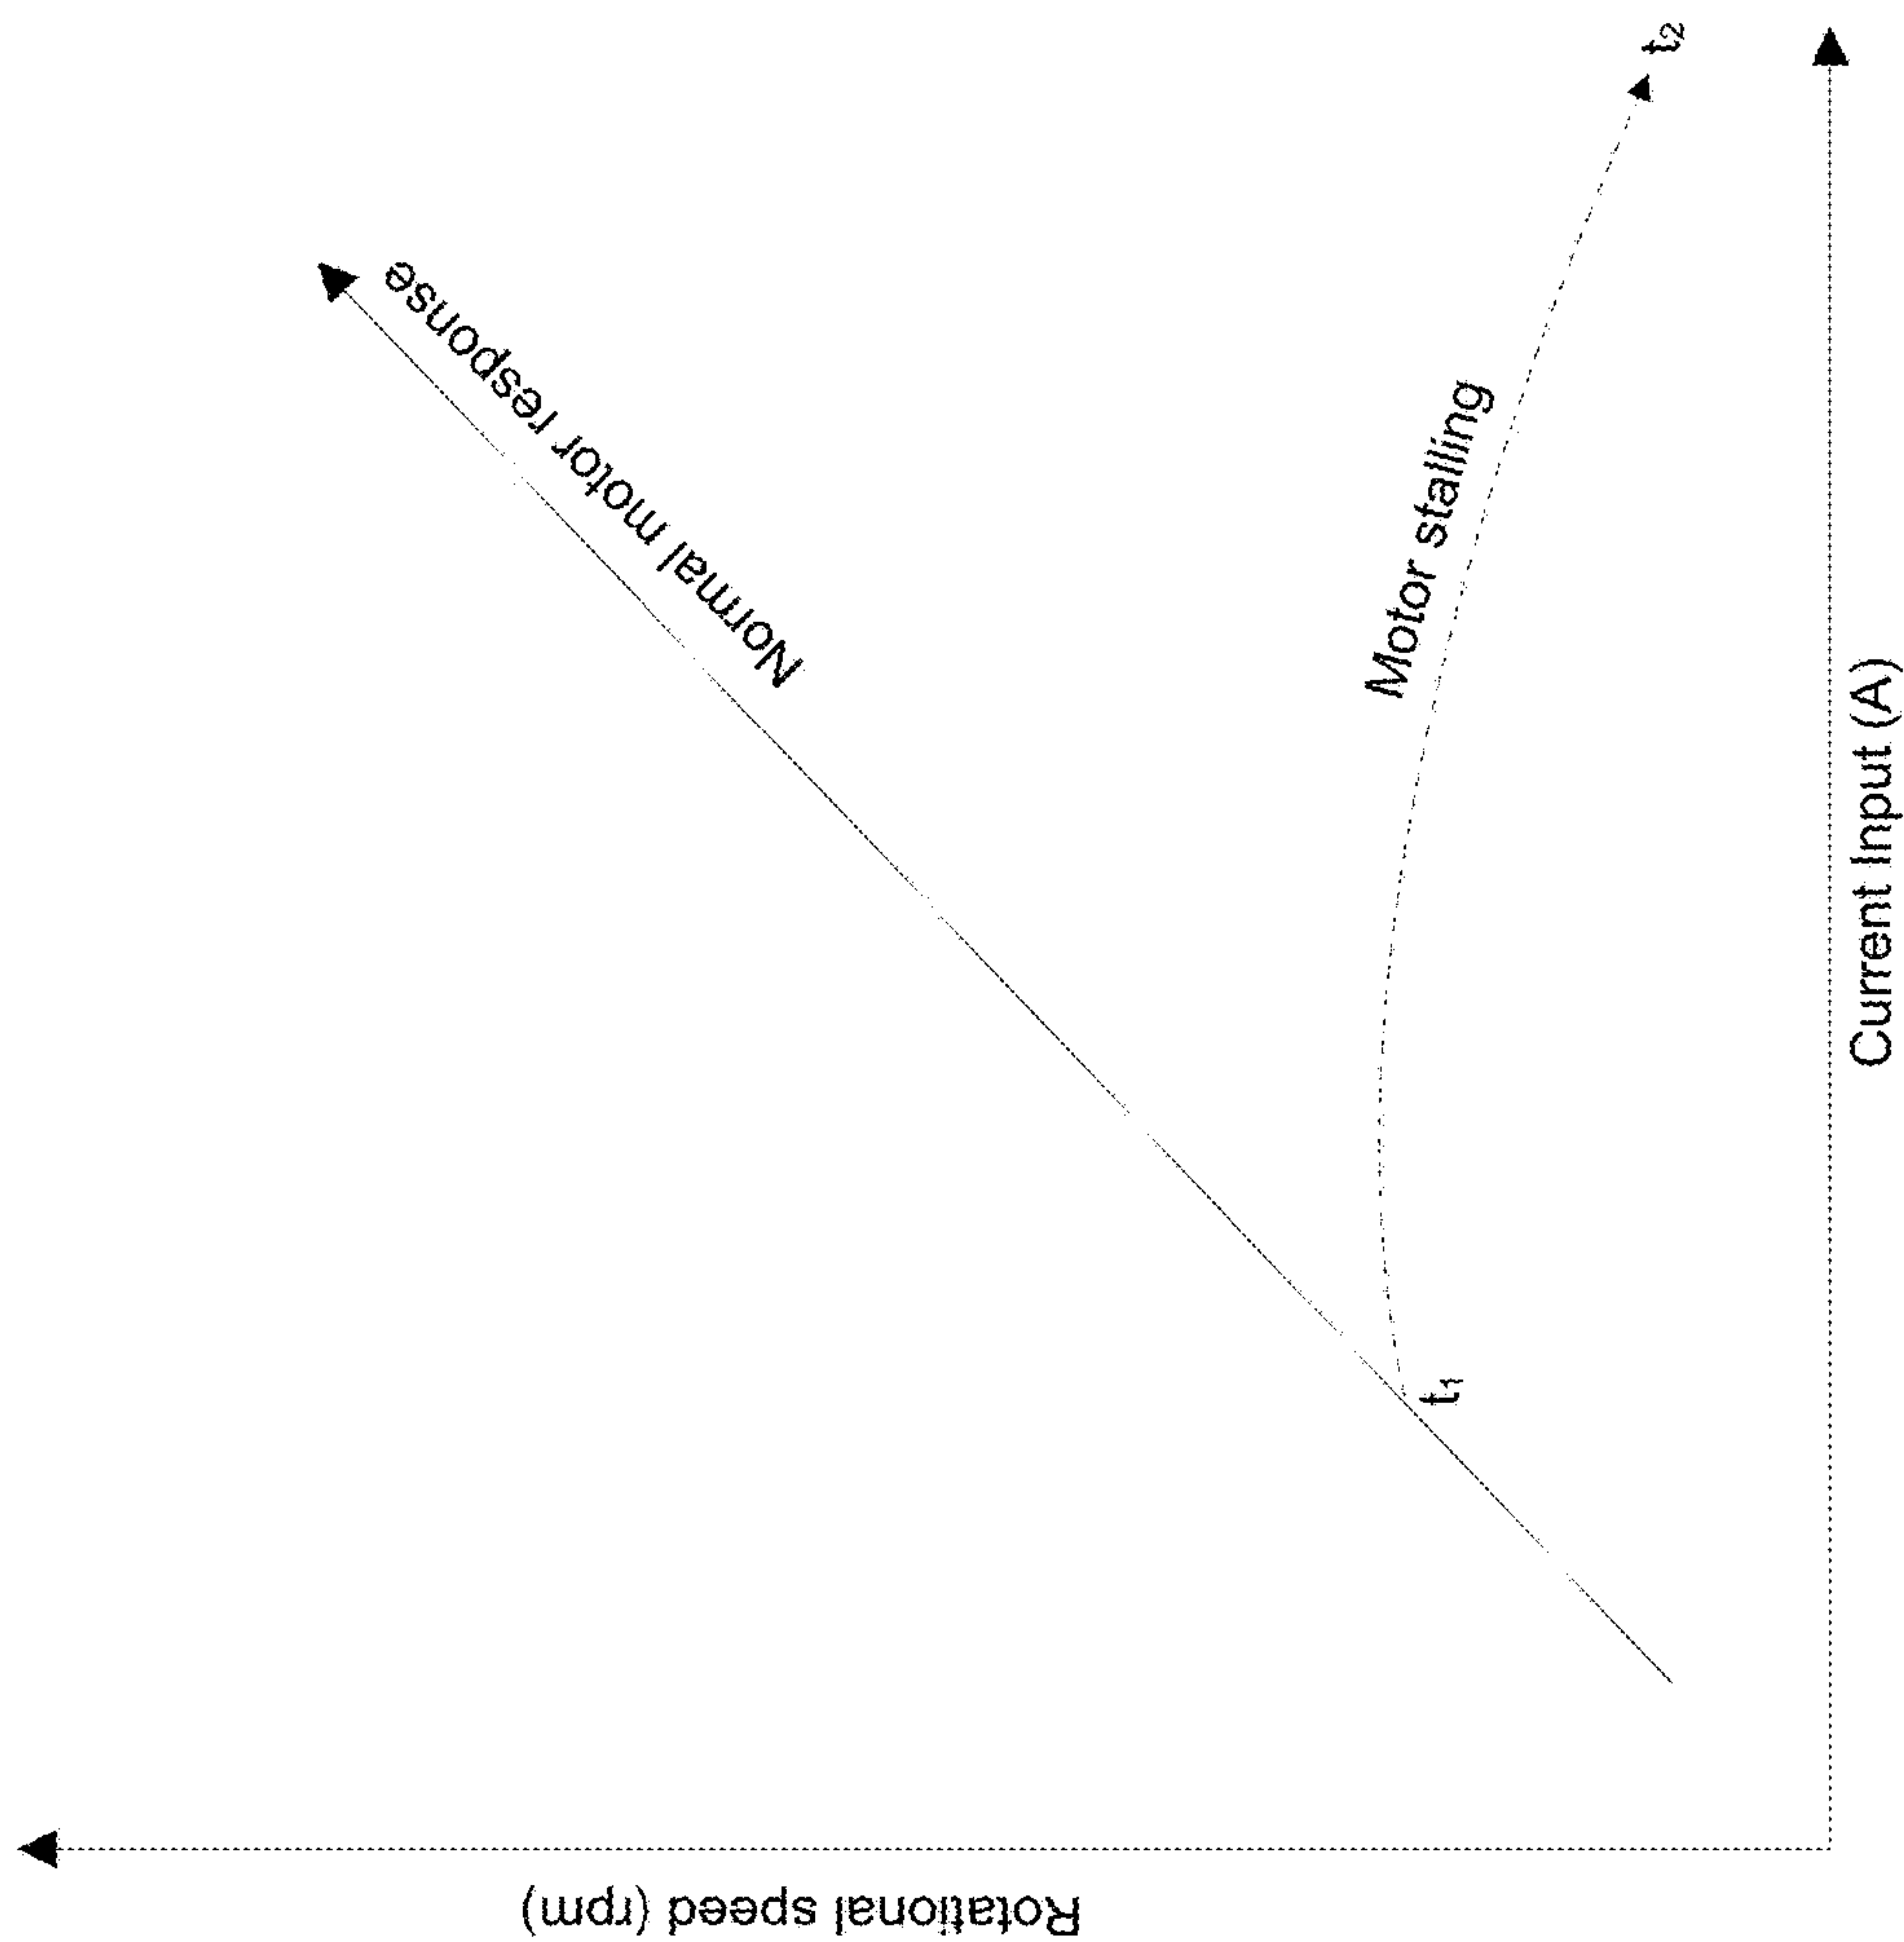 Rotational speed (rpm)
Normal motor response
Motor stalling
t₁
t₂
Current Input (A)